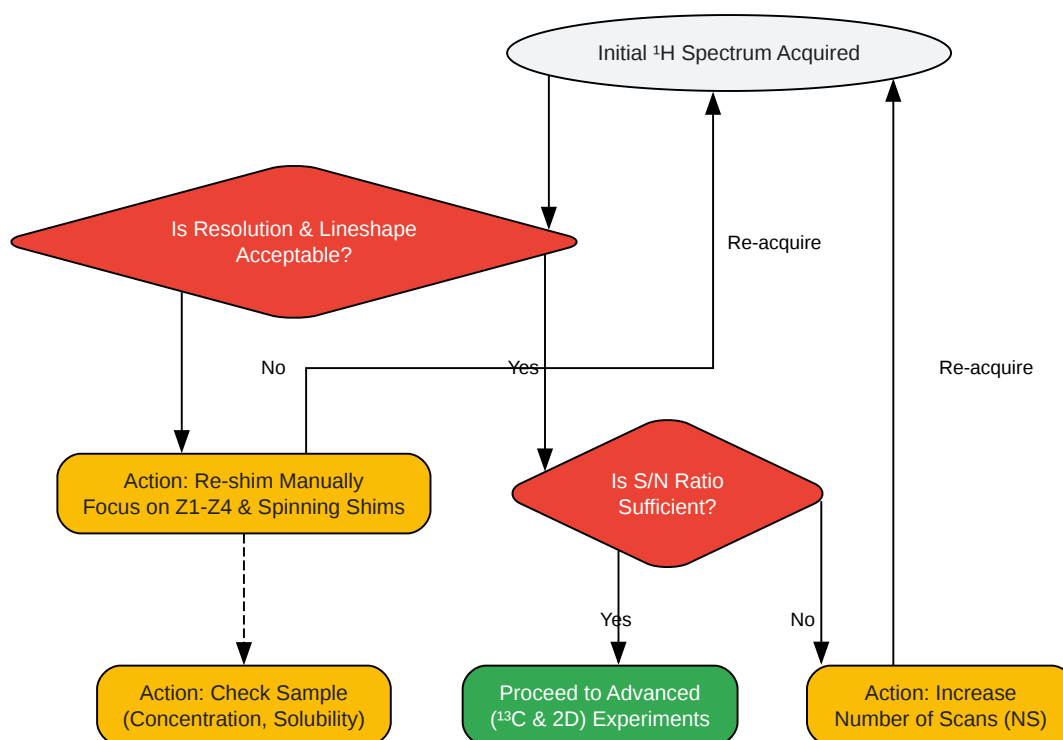 Initial ¹H Spectrum Acquired
Is Resolution & Lineshape
Acceptable?
Re-acquire
No
Yes
Re-acquire
Action: Re-shim Manually
Focus on Z1-Z4 & Spinning Shims
Is S/N Ratio
Sufficient?
Yes
No
Action: Check Sample
(Concentration, Solubility)
Proceed to Advanced
(¹³C & 2D) Experiments
Action: Increase
Number of Scans (NS)